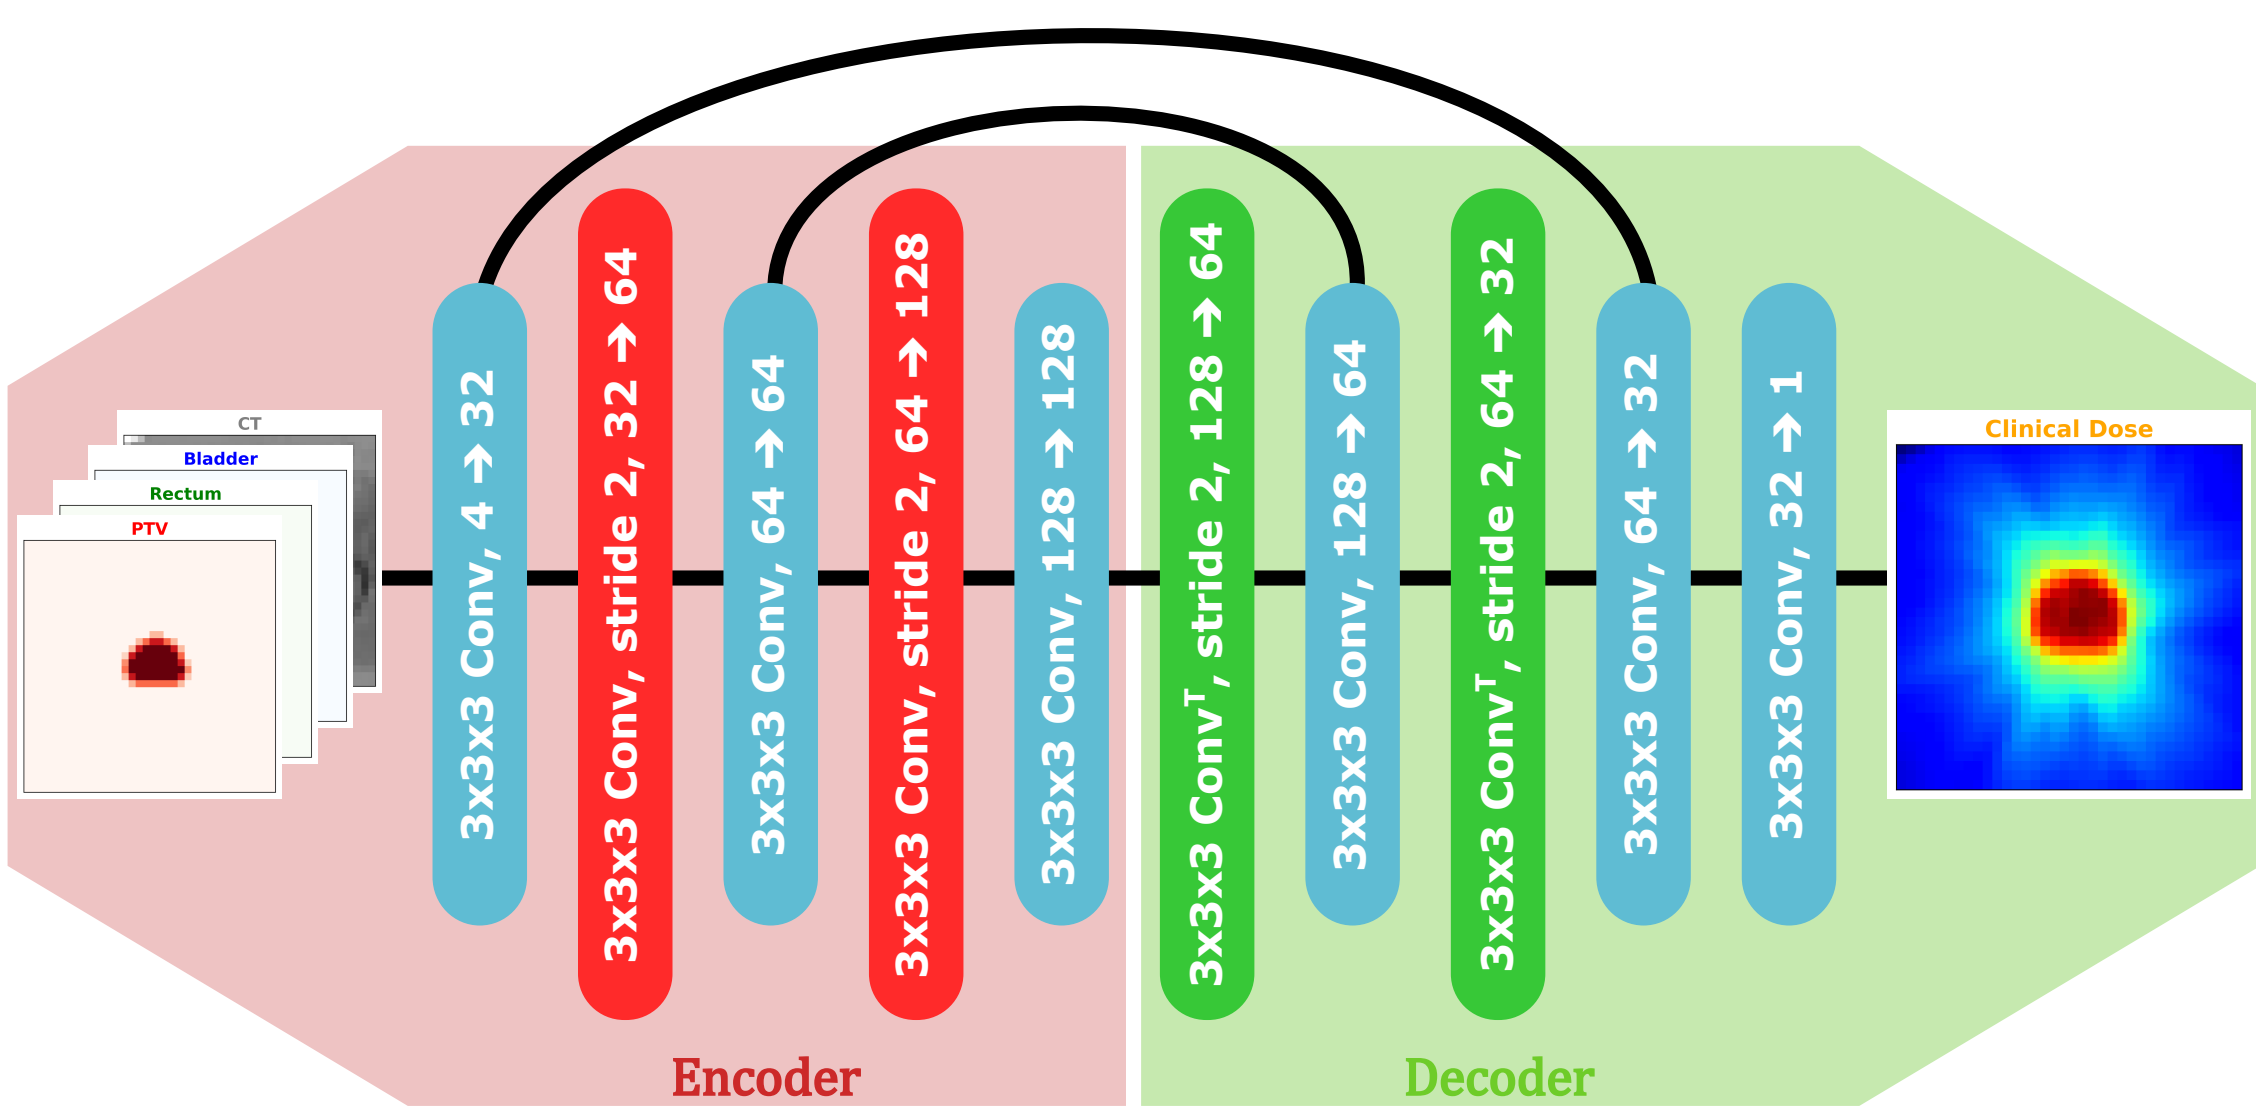 CT
Bladder
Rectum
PTV
3x3x3 Conv, 4 → 32
3x3x3 Conv, stride 2, 32 → 64
3x3x3 Conv, 64 → 64
3x3x3 Conv, stride 2, 64 → 128
3x3x3 Conv, 128 → 128
3x3x3 Convᵀ, stride 2, 128 → 64
3x3x3 Conv, 128 → 64
3x3x3 Convᵀ, stride 2, 64 → 32
3x3x3 Conv, 64 → 32
3x3x3 Conv, 32 → 1
Clinical Dose
Encoder
Decoder